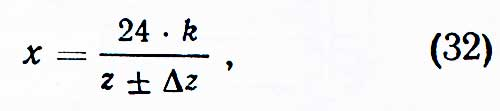 x = \frac{24 \cdot k}{z \pm \Delta z} , (32)